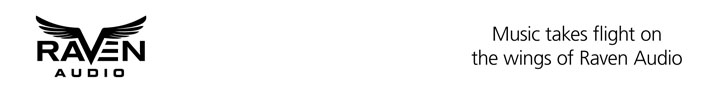 RAVEN
AUDIO
Music takes flight on
the wings of Raven Audio